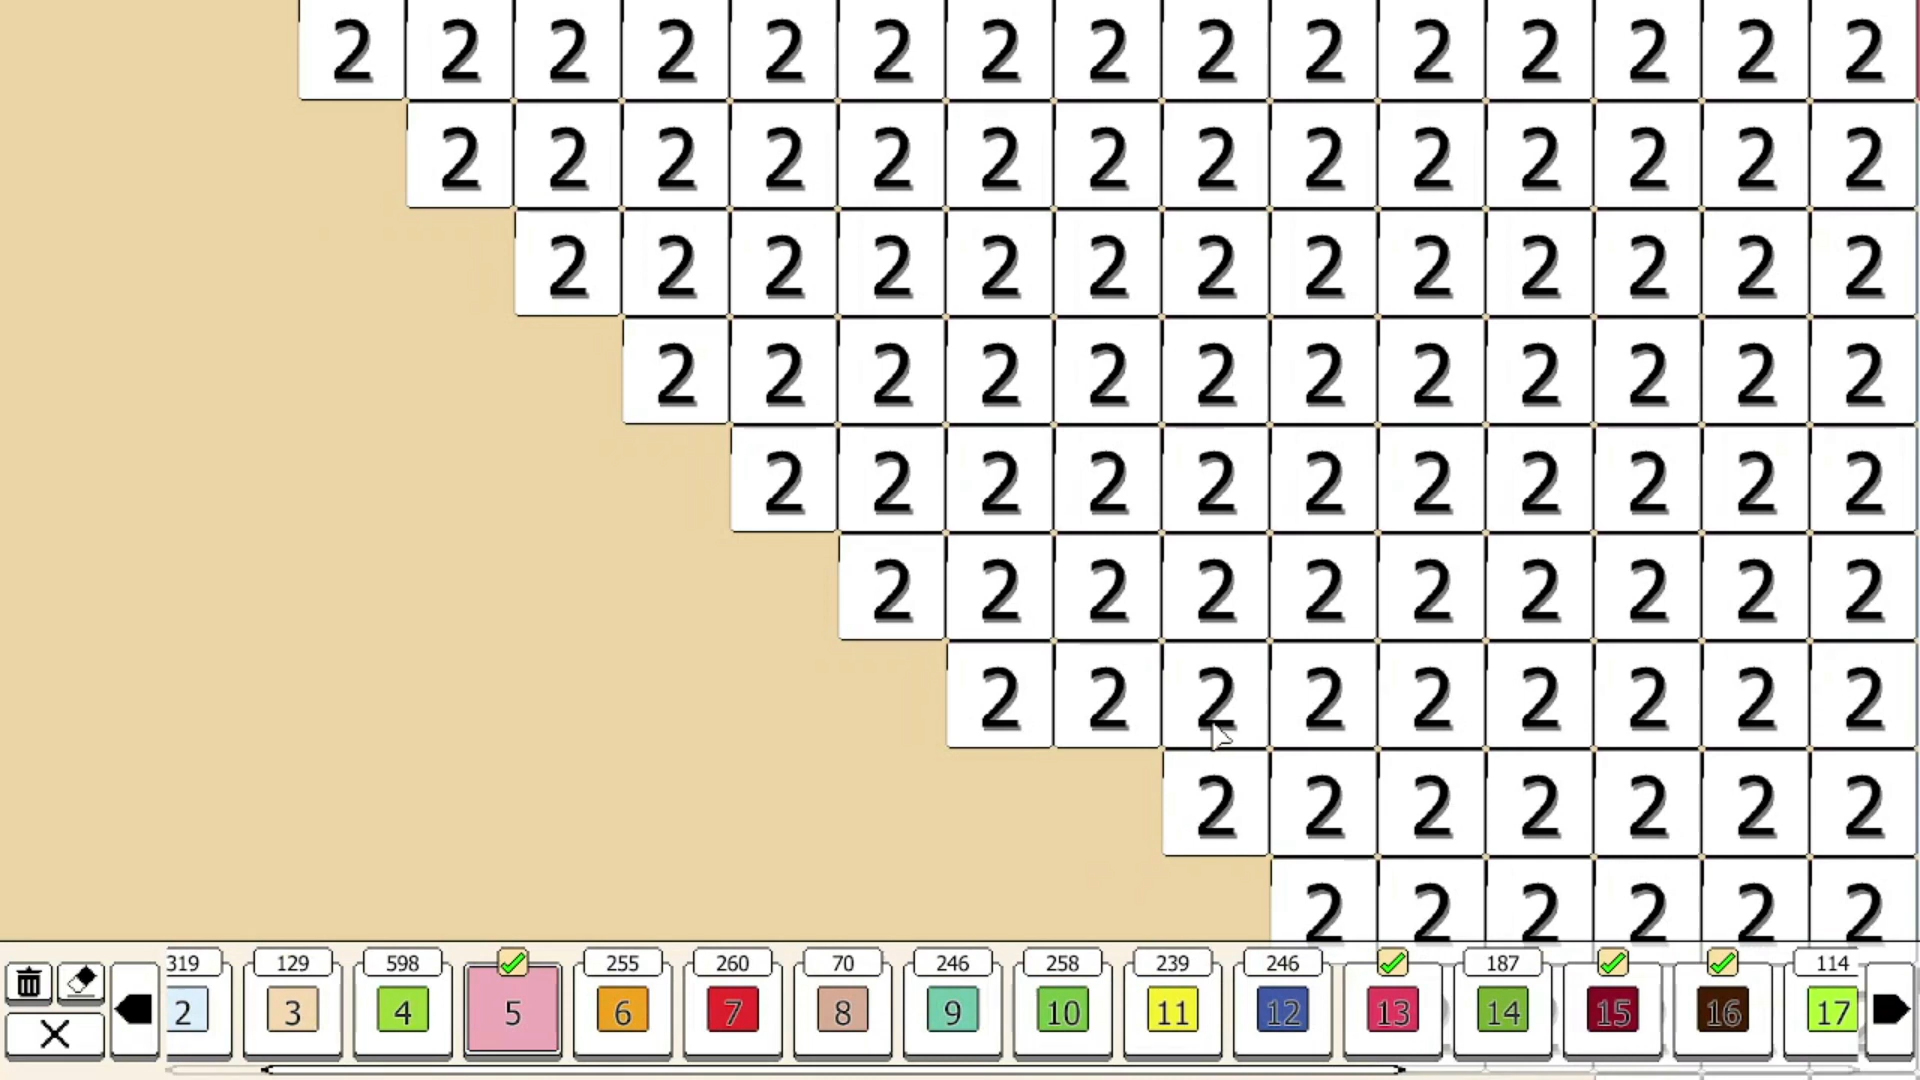 2 2 2 2 2 2 2 2 2 2 2 2 2 2 2
2 2 2 2 2 2 2 2 2 2 2 2 2 2
2 2 2 2 2 2 2 2 2 2 2 2 2
2 2 2 2 2 2 2 2 2 2 2 2
2 2 2 2 2 2 2 2 2 2 2
2 2 2 2 2 2 2 2 2 2
2 2 2 2 2 2 2 2 2
2 2 2 2 2 2 2
2 2 2 2 2 2
319 129 598 255 260 70 246 258 239 246 187 114
2 3 4 5 6 7 8 9 10 11 12 13 14 15 16 17